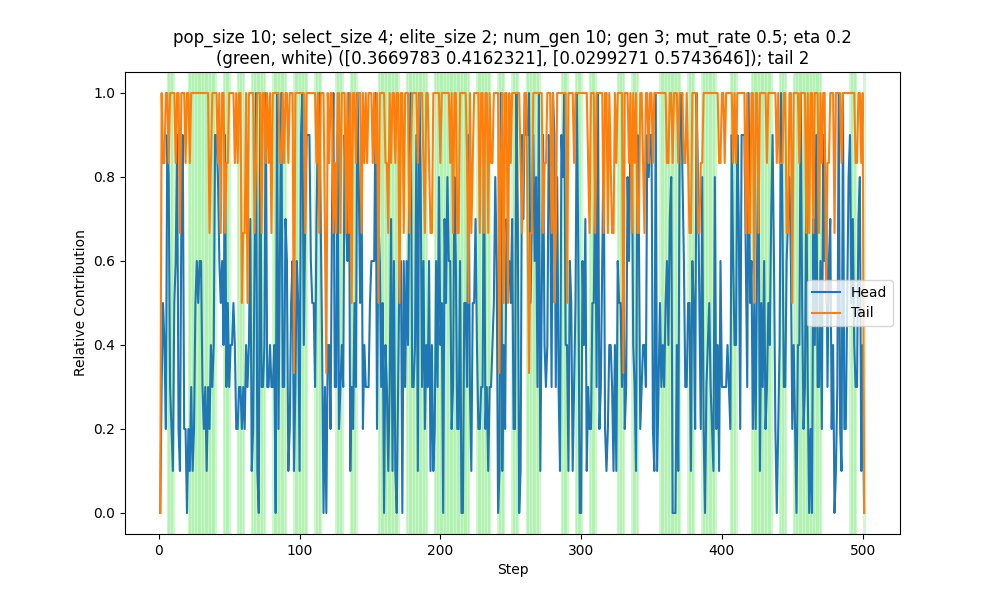 pop_size 10; select_size 4; elite_size 2; num_gen 10; gen 3; mut_rate 0.5; eta 0.2
(green, white) ([0.3669783 0.4162321], [0.0299271 0.5743646]); tail 2
1.0
0.8
0.6
0.4
0.2
0.0
Relative Contribution
Head
Tail
0
100
200
300
400
500
Step